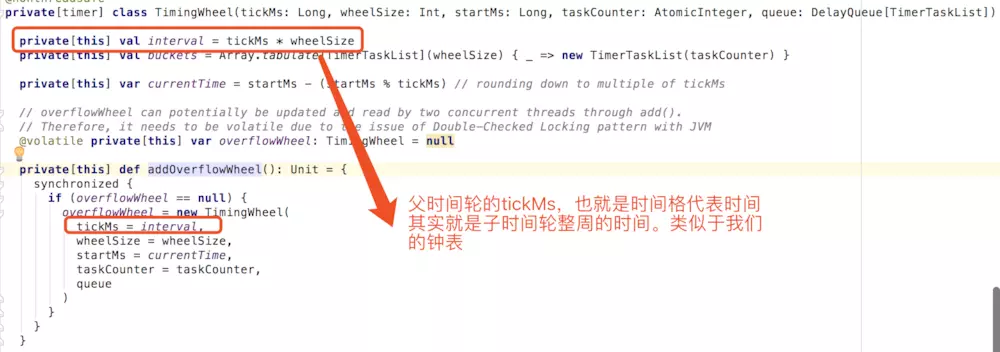 @nonthreadsafe
private[timer] class TimingWheel(tickMs: Long, wheelSize: Int, startMs: Long, taskCounter: AtomicInteger, queue: DelayQueue[TimerTaskList])
private[this] val interval = tickMs * wheelSize
private[this] val buckets = Array.tabulate[TimerTaskList](wheelSize) { _ => new TimerTaskList(taskCounter) }
private[this] var currentTime = startMs - (startMs % tickMs) // rounding down to multiple of tickMs
// overflowWheel can potentially be updated and read by two concurrent threads through add().
// Therefore, it needs to be volatile due to the issue of Double-Checked Locking pattern with JVM
@volatile private[this] var overflowWheel: TimingWheel = null
private[this] def addOverflowWheel(): Unit = {
synchronized {
if (overflowWheel == null) {
overflowWheel = new TimingWheel(
tickMs = interval,
wheelSize = wheelSize,
startMs = currentTime,
taskCounter = taskCounter,
queue
)
}
}
}
父时间轮的tickMs，也就是时间格代表时间
其实就是子时间轮整周的时间。类似于我们
的钟表